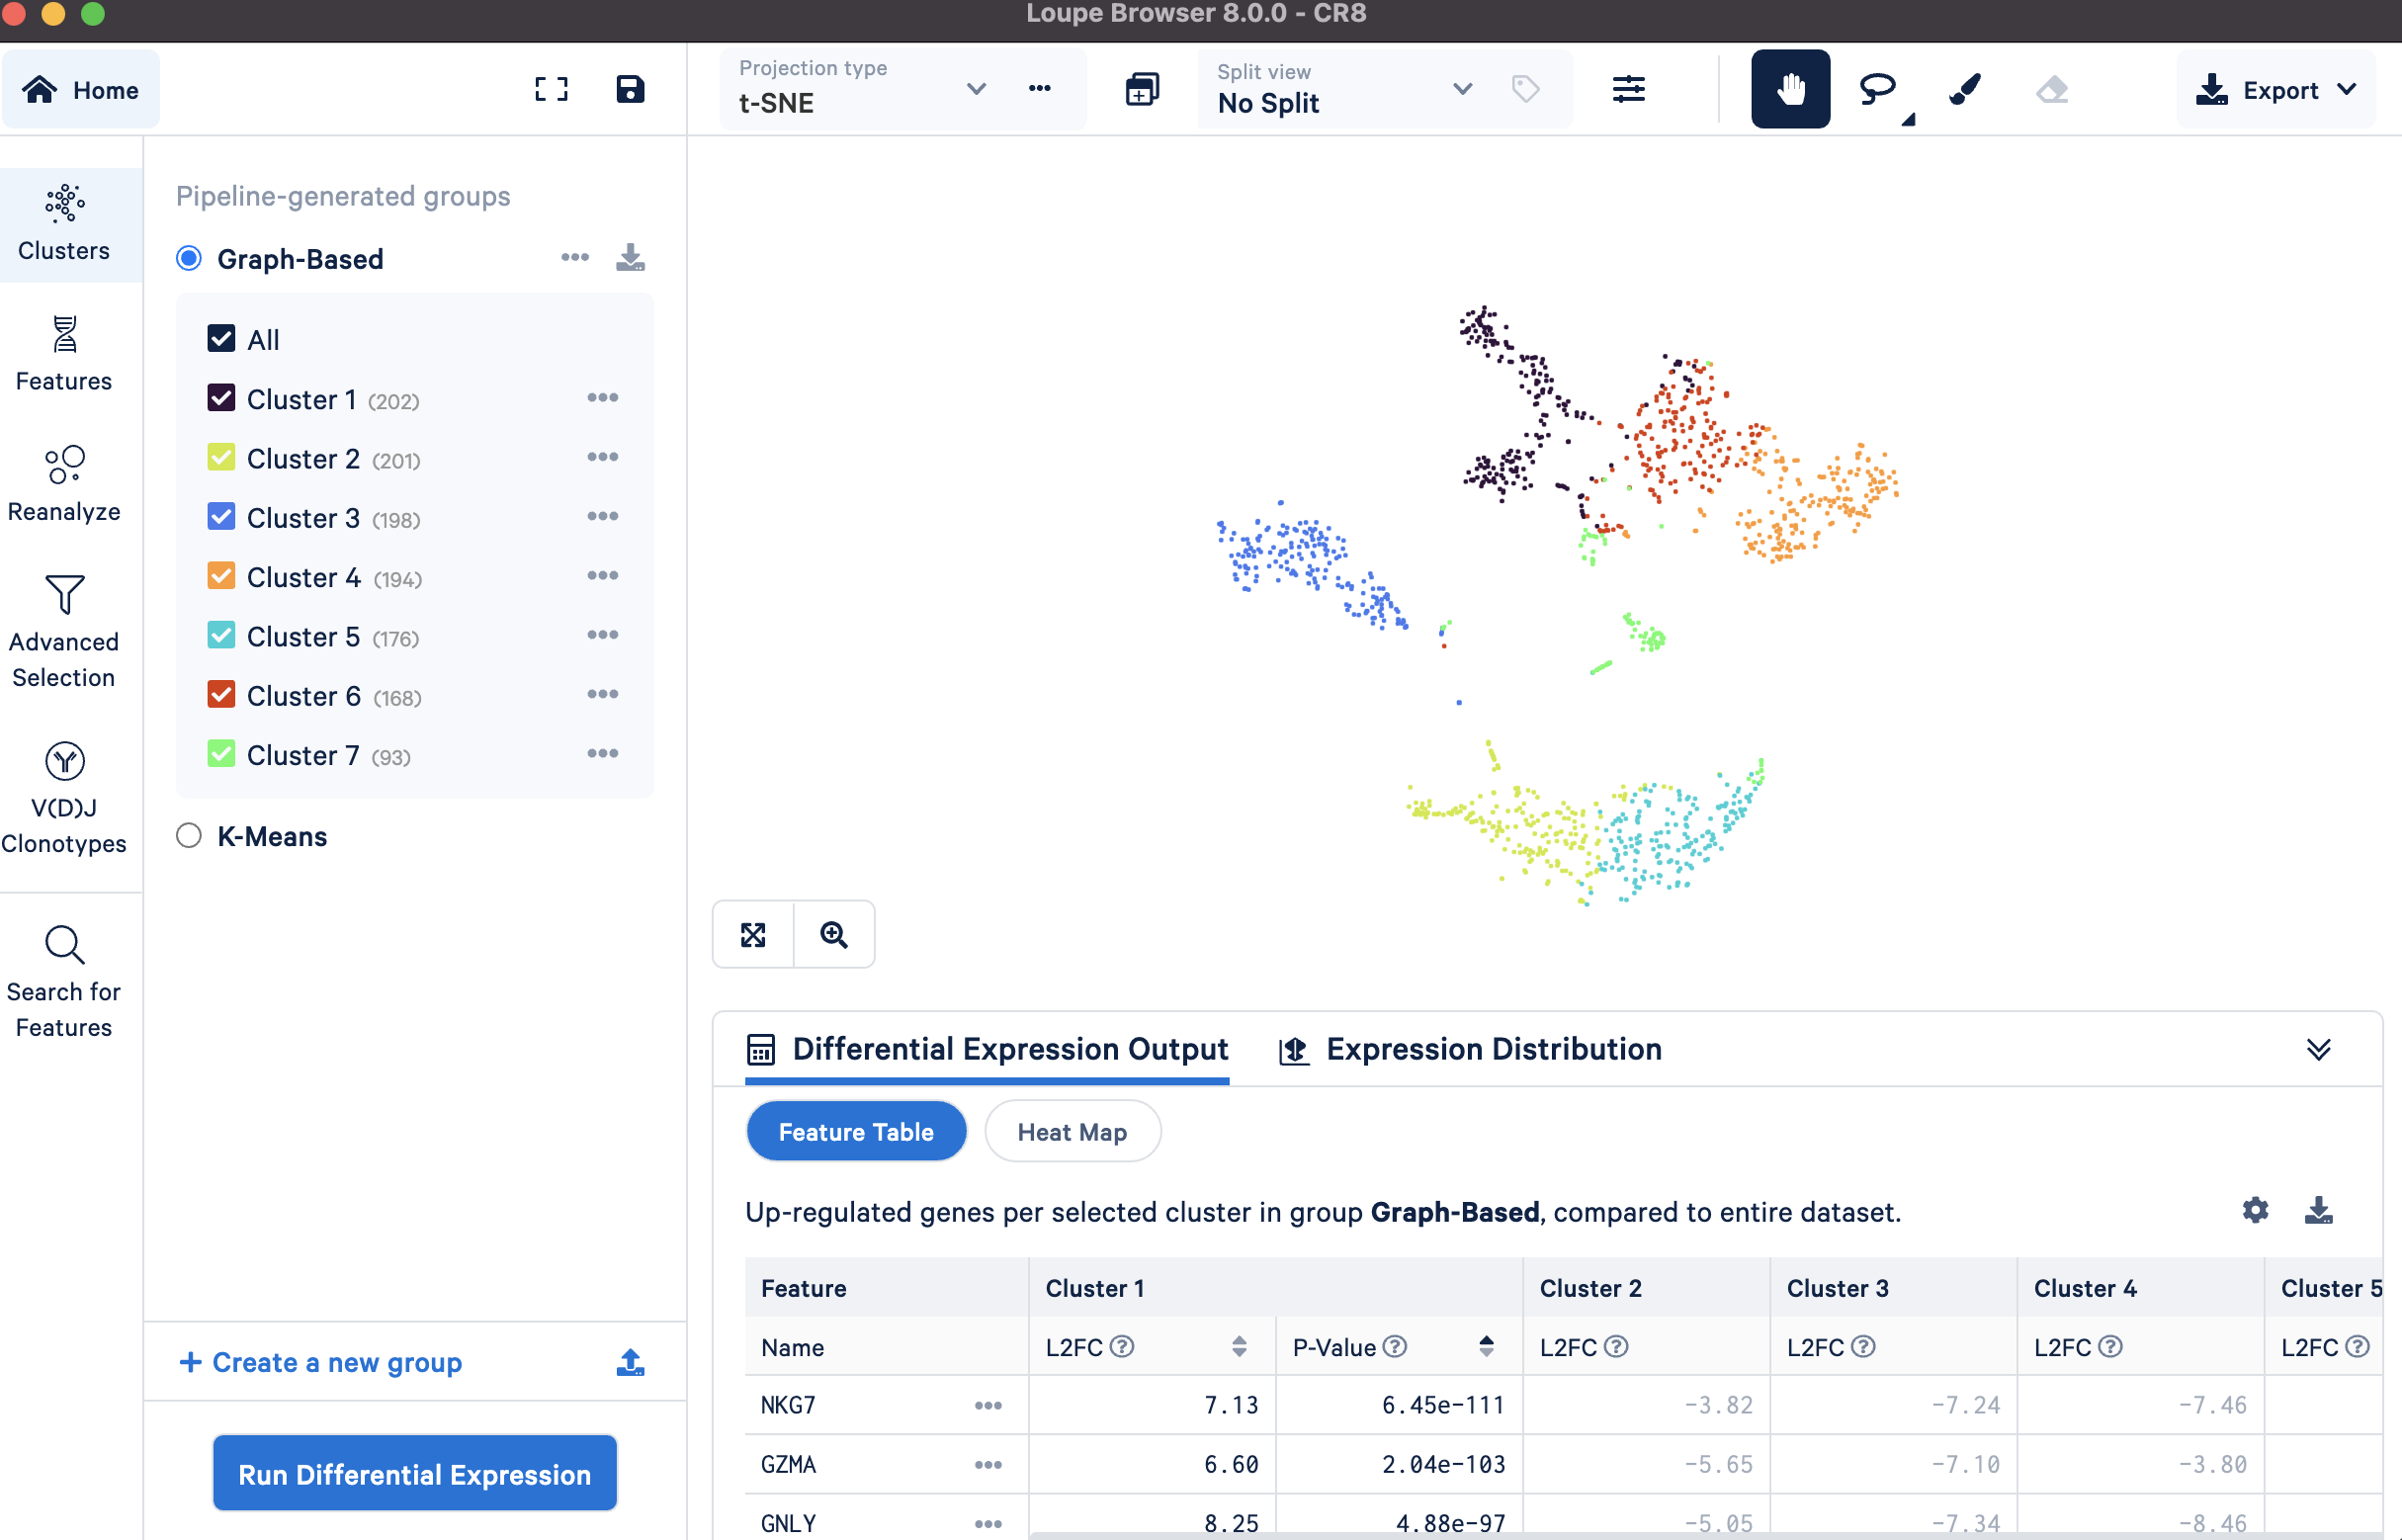 Loupe Browser 8.0.0 - CR8
Home
Projection type
t-SNE
Split view
No Split
Export
Clusters
Features
Reanalyze
Advanced
Selection
V(D)J
Clonotypes
Search for
Features
Pipeline-generated groups
Graph-Based
All
Cluster 1 (202)
Cluster 2 (201)
Cluster 3 (198)
Cluster 4 (194)
Cluster 5 (176)
Cluster 6 (168)
Cluster 7 (93)
K-Means
+ Create a new group
Run Differential Expression
Differential Expression Output
Expression Distribution
Feature Table
Heat Map
Up-regulated genes per selected cluster in group Graph-Based, compared to entire dataset.
Feature Cluster 1 Cluster 2 Cluster 3 Cluster 4 Cluster 5
Name L2FC ? P-Value ? L2FC ? L2FC ? L2FC ? L2FC ?
NKG7 7.13 6.45e-111 -3.82 -7.24 -7.46
GZMA 6.60 2.04e-103 -5.65 -7.10 -3.80
GNLY 8.25 4.88e-97 -5.05 -7.34 -8.46